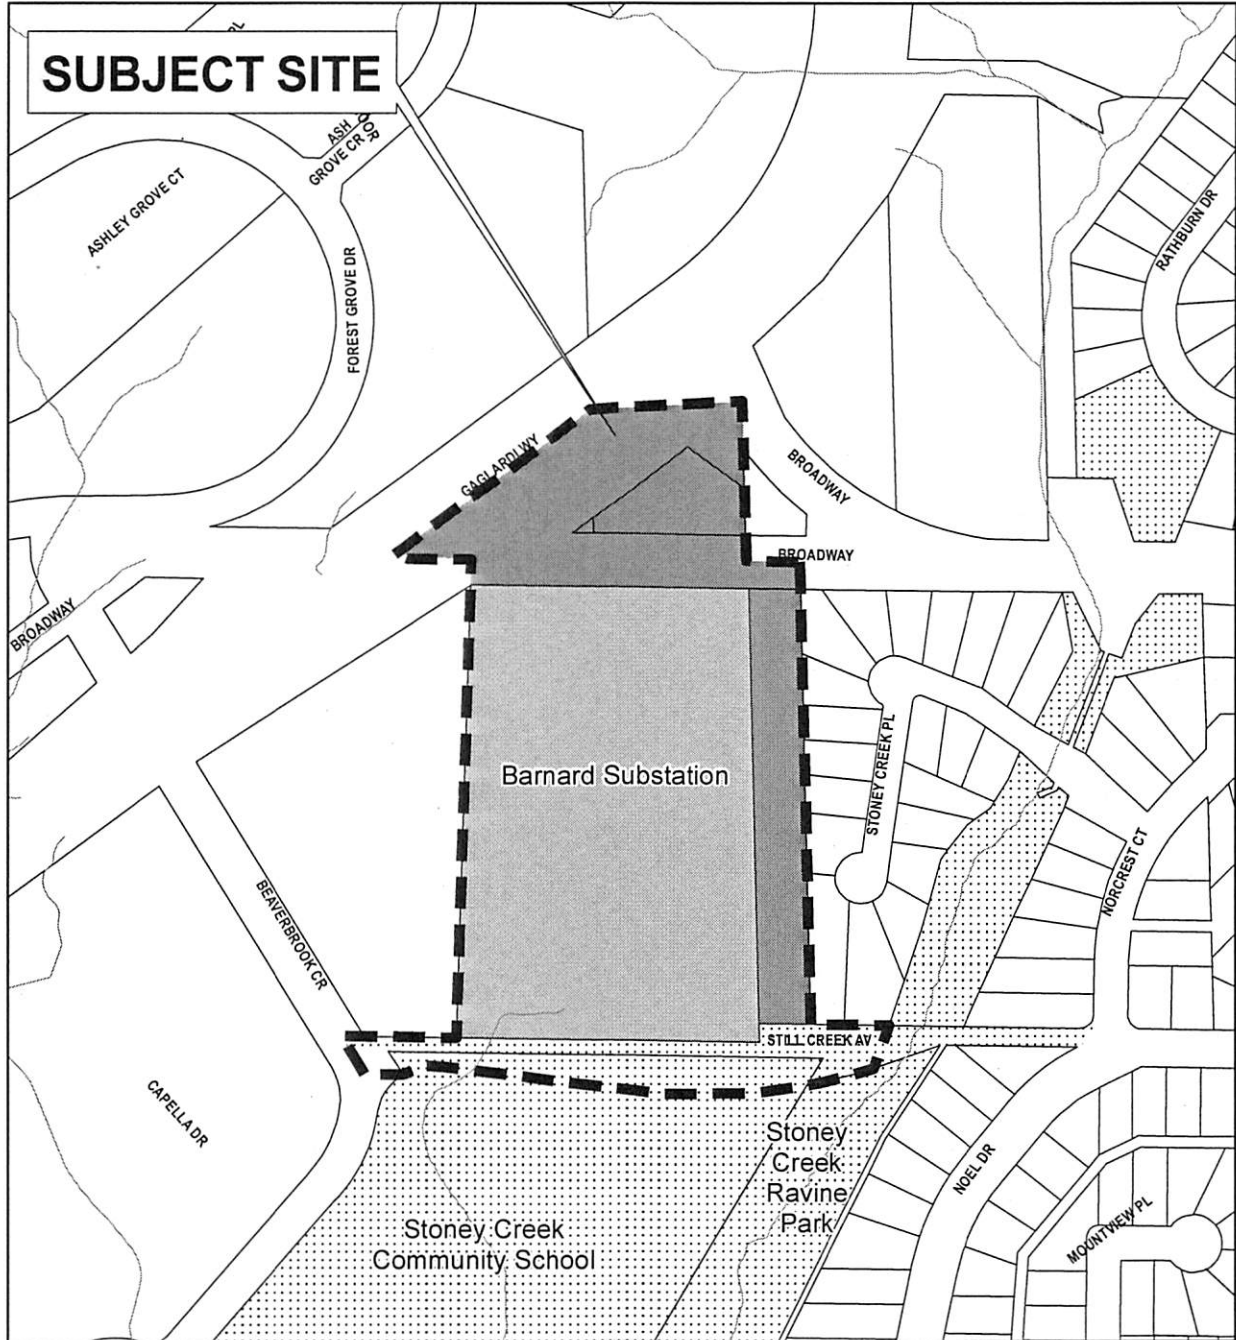 PL
SUBJECT SITE
ASH
GROVE CR
ASHLEY GROVE CT
FOREST GROVE DR
RATHBURN DR
GAGLARDI WY
BROADWAY
BROADWAY
BROADWAY
Barnard Substation
STONEY CREEK PL
NORCREST CT
BEAVERBROOK CR
STILL CREEK AV
CAPELLA DR
Stoney
Creek
Ravine
Park
NOEL DR
MOUNTVIEW PL
Stoney Creek
Community School